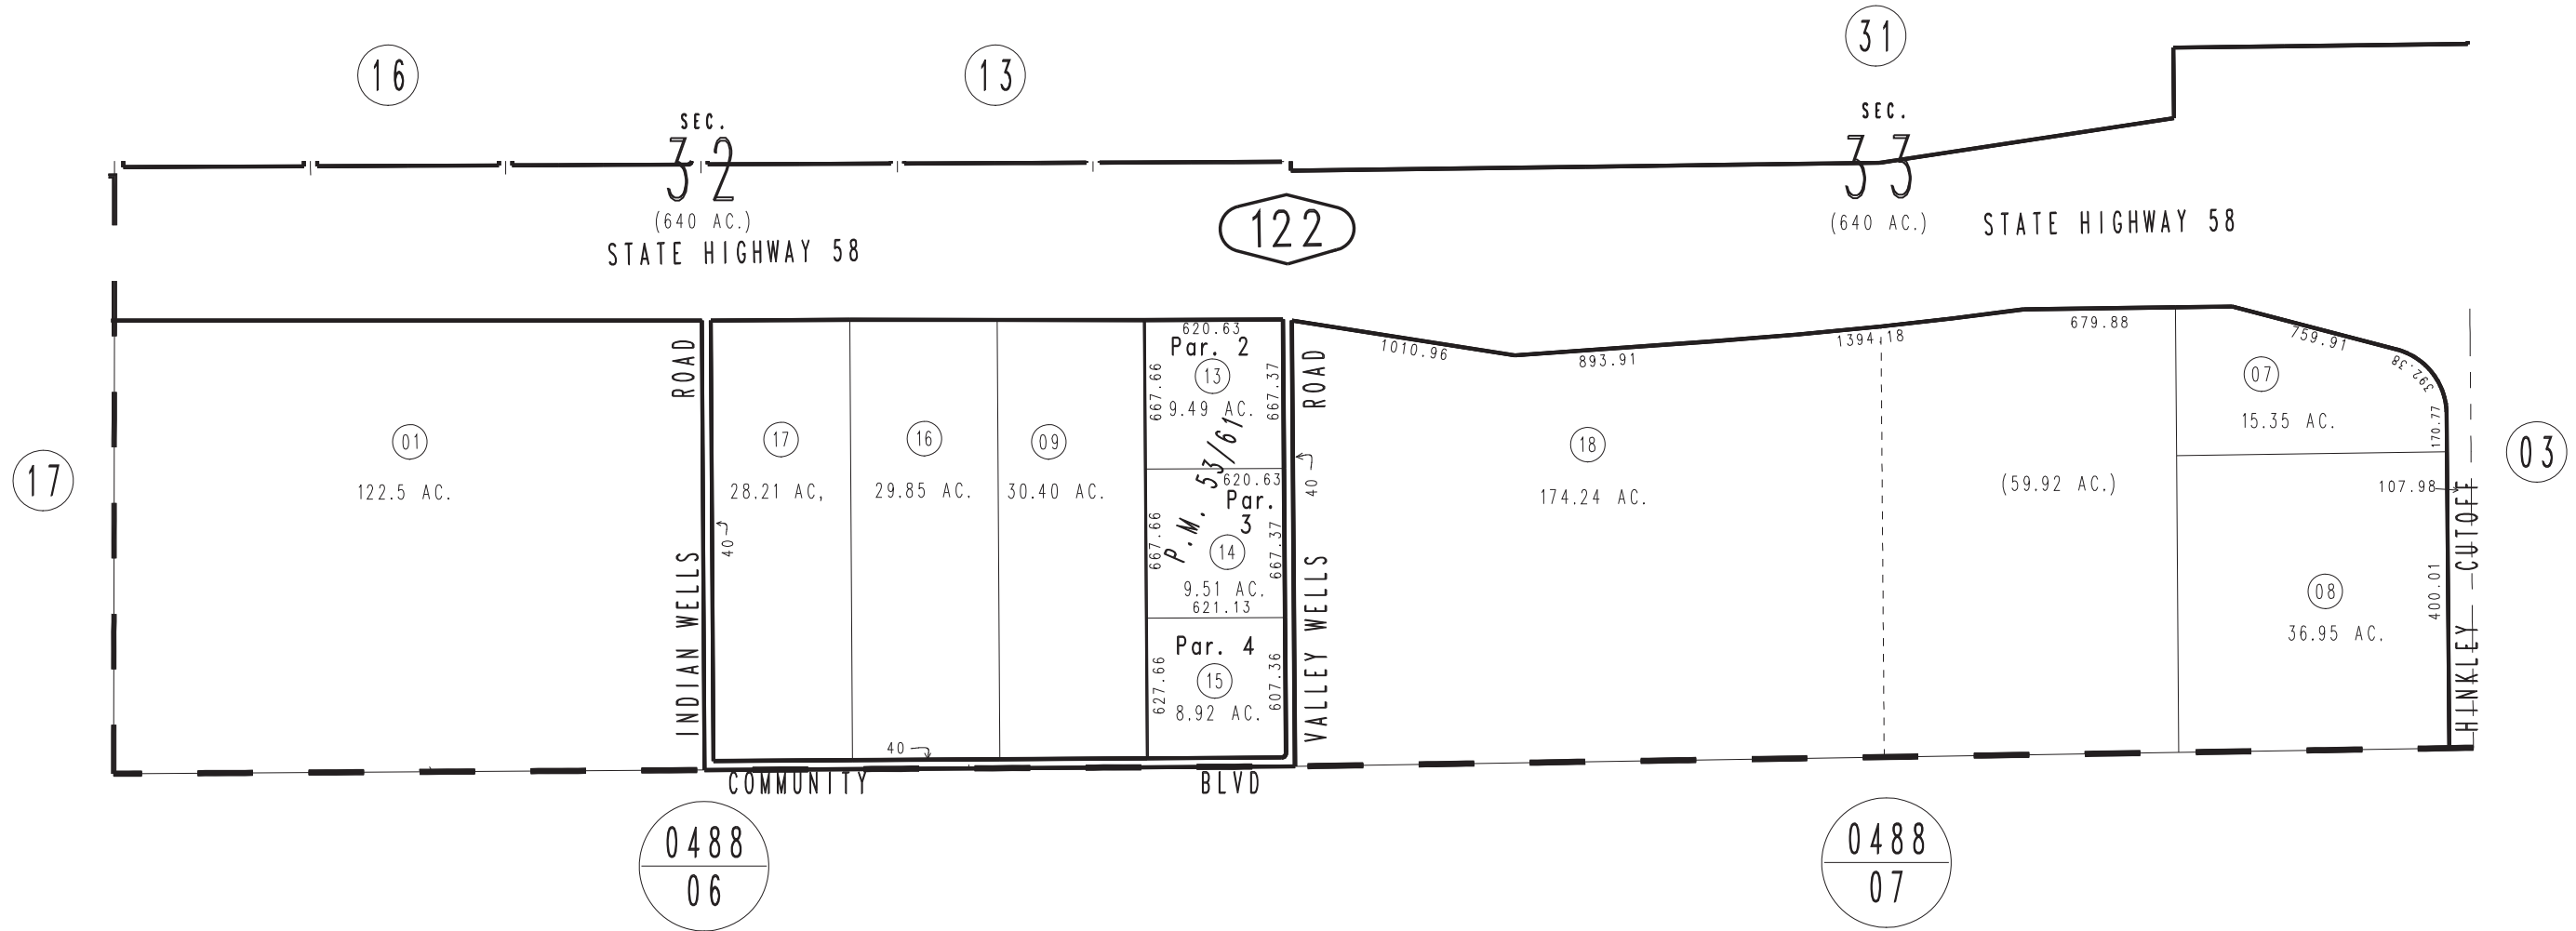 16
13
31
SEC.
32
(640 AC.)
STATE HIGHWAY 58
122
SEC.
33
(640 AC.)
STATE HIGHWAY 58
17
01
122.5 AC.
INDIAN WELLS ROAD
17
28.21 AC,
40
16
29.85 AC.
09
30.40 AC.
40
620.63
Par. 2
13
9.49 AC.
667.66
667.37
P.M. 53/61
620.63
Par.
3
14
9.51 AC.
621.13
667.66
667.37
Par. 4
15
8.92 AC.
627.66
607.36
VALLEY WELLS ROAD
40
1010.96
893.91
1394.18
679.88
18
174.24 AC.
(59.92 AC.)
759.91
392.38
170.77
07
15.35 AC.
107.98
400.01
08
36.95 AC.
HINKLEY CUTOFF
03
COMMUNITY BLVD
0488
06
0488
07